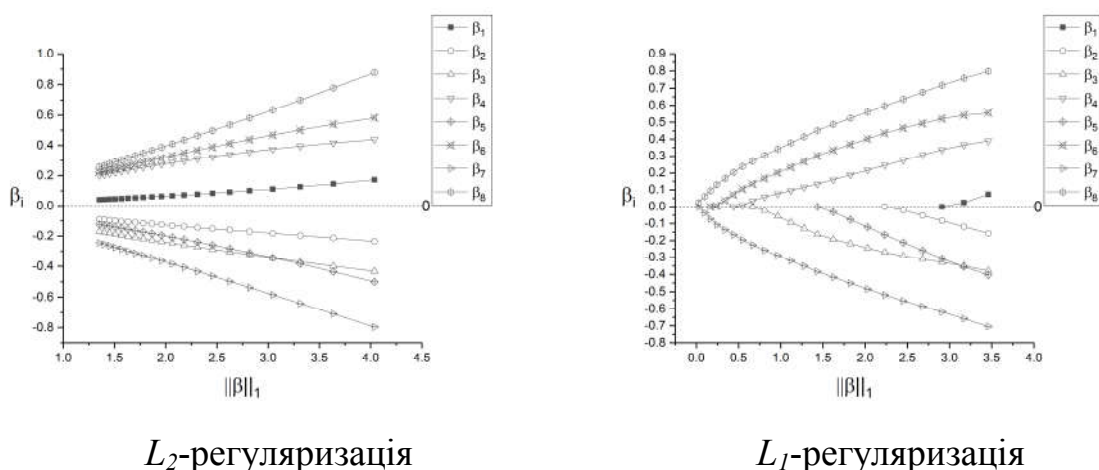 β₁
β₂
β₃
β₄
β₅
β₆
β₇
β₈
1.0
0.8
0.6
0.4
0.2
0.0
-0.2
-0.4
-0.6
-0.8
βᵢ
0
1.0
1.5
2.0
2.5
3.0
3.5
4.0
4.5
||β||₁
β₁
β₂
β₃
β₄
β₅
β₆
β₇
β₈
0.9
0.8
0.7
0.6
0.5
0.4
0.3
0.2
0.1
0.0
-0.1
-0.2
-0.3
-0.4
-0.5
-0.6
-0.7
-0.8
βᵢ
0
0.0
0.5
1.0
1.5
2.0
2.5
3.0
3.5
4.0
||β||₁
L₂-регуляризація
L₁-регуляризація